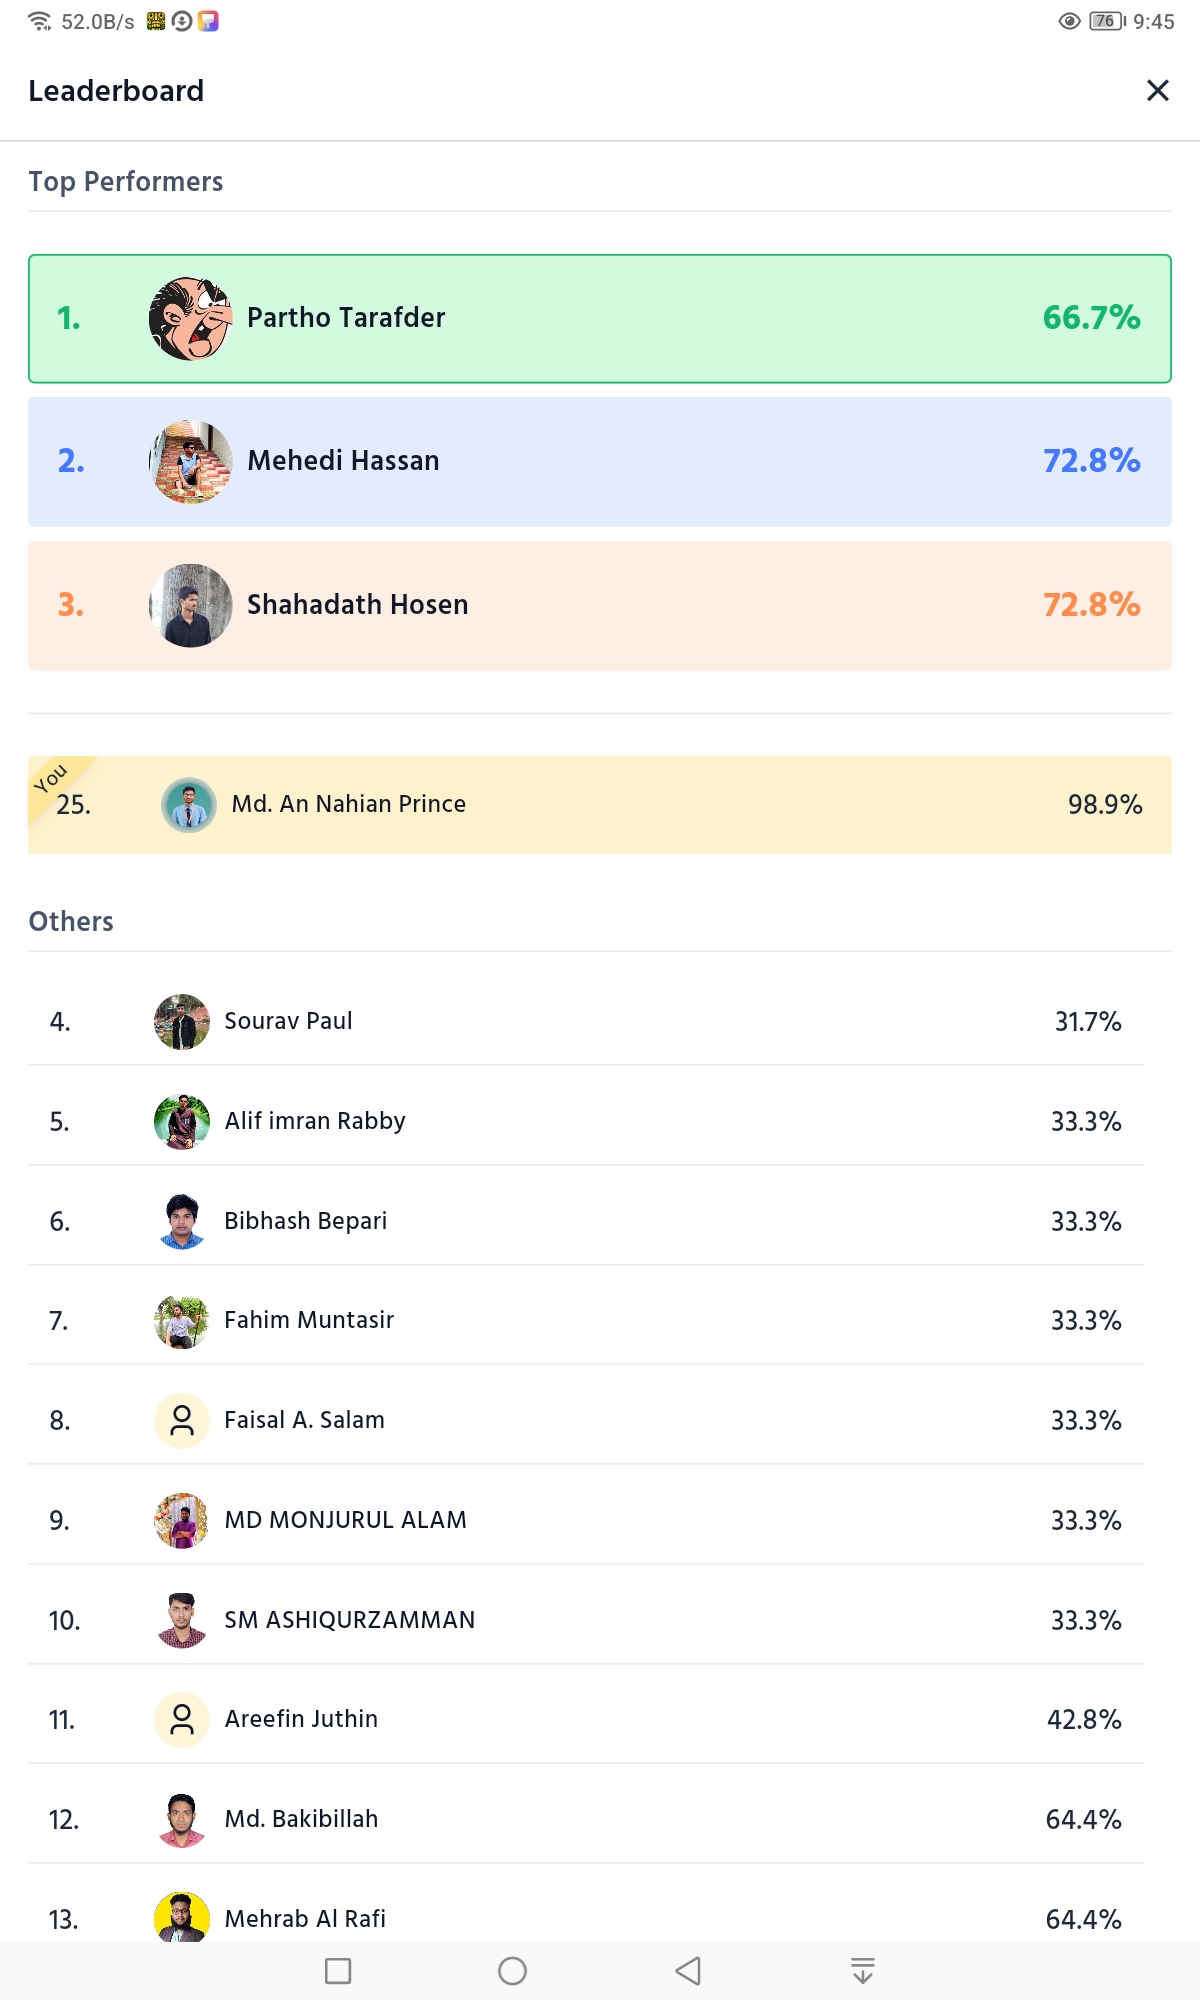 52.0B/s 76 9:45
Leaderboard
Top Performers
1. Partho Tarafder 66.7%
2. Mehedi Hassan 72.8%
3. Shahadath Hosen 72.8%
You
25. Md. An Nahian Prince 98.9%
Others
4. Sourav Paul 31.7%
5. Alif imran Rabby 33.3%
6. Bibhash Bepari 33.3%
7. Fahim Muntasir 33.3%
8. Faisal A. Salam 33.3%
9. MD MONJURUL ALAM 33.3%
10. SM ASHIQURZAMMAN 33.3%
11. Areefin Juthin 42.8%
12. Md. Bakibillah 64.4%
13. Mehrab Al Rafi 64.4%